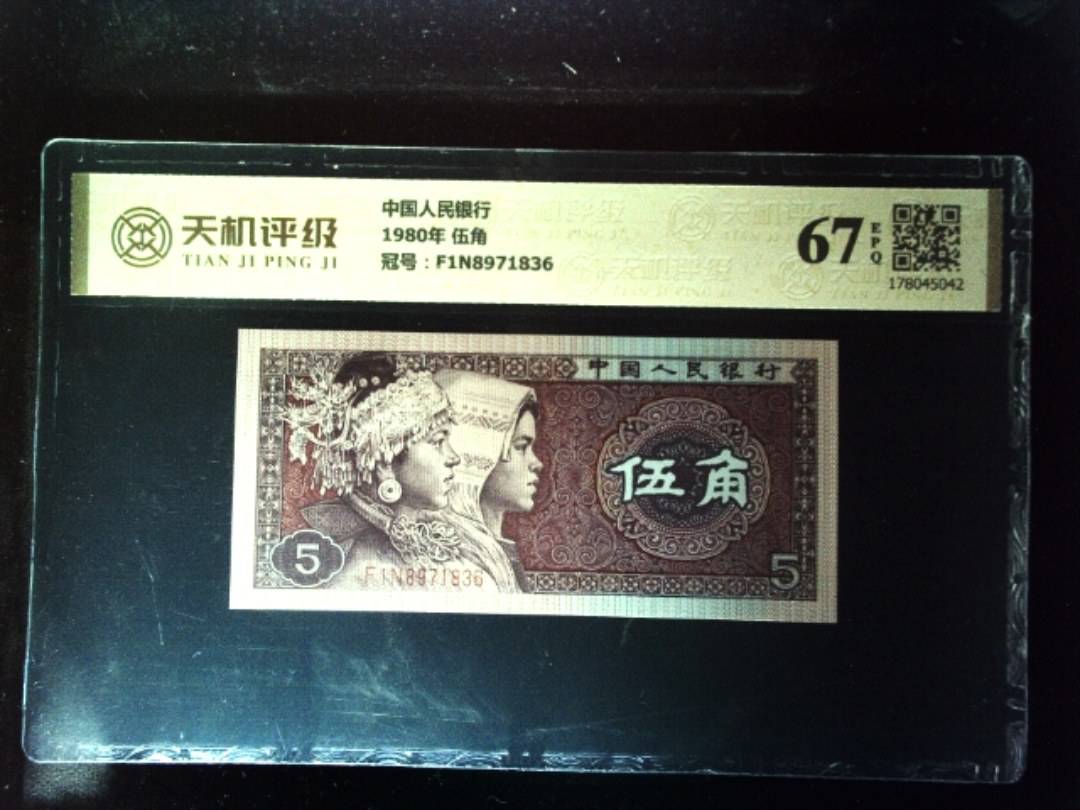 天机评级
TIAN JI PING JI
中国人民银行
1980年 伍角
冠号：F1N8971836
67
EPQ
178045042
中国人民银行
伍角
5
F1N8971836
5